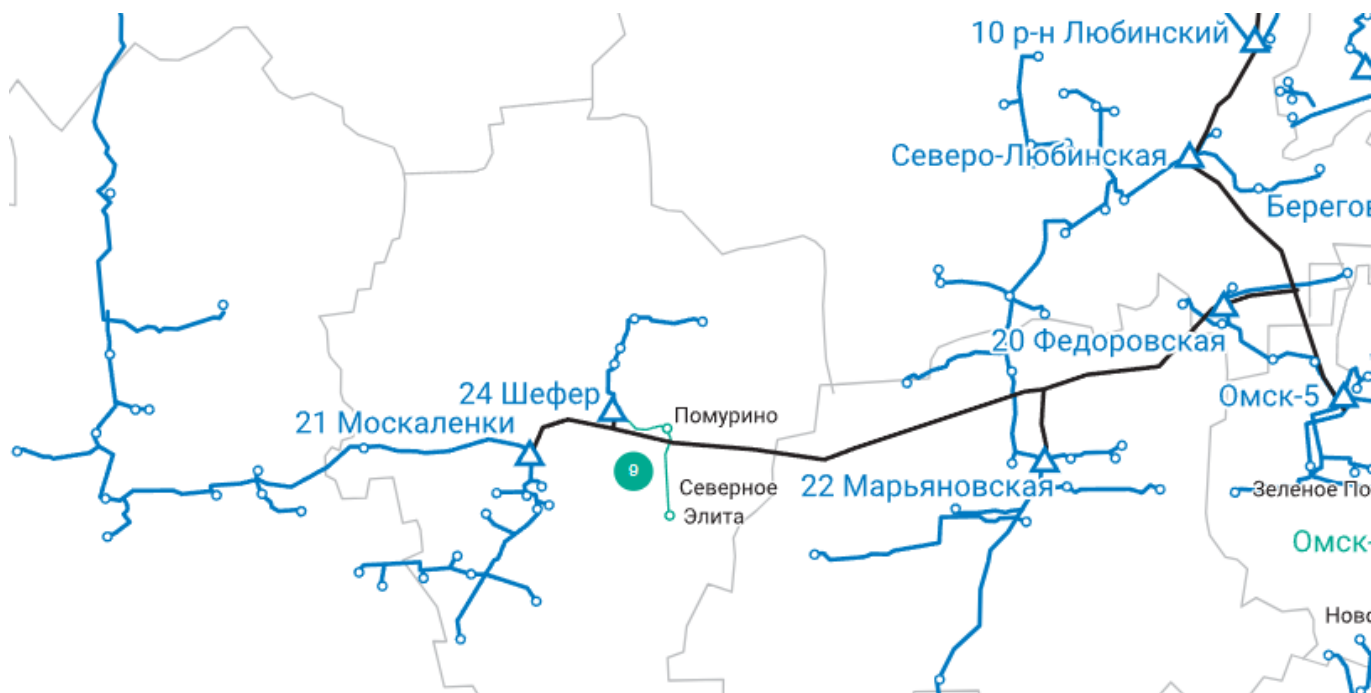 10 р-н Любинский
Северо-Любинская
Берегов
20 Федоровская
24 Шефер
Омск-5
Помурино
21 Москаленки
9
Северное
22 Марьяновская
Зеленое По
Элита
Омск-
Ново